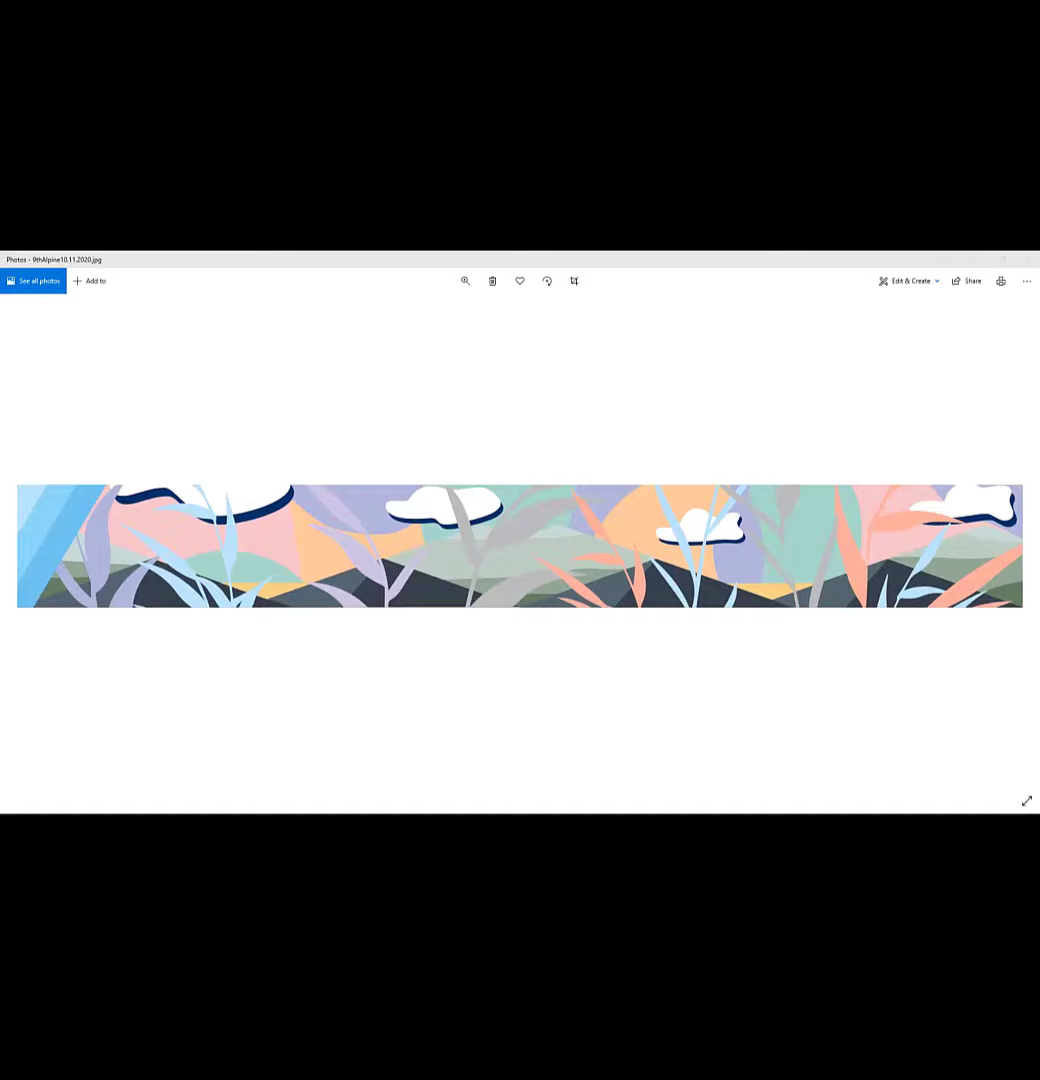 Photos - 9thAlpine10.11.2020.jpg
See all photos
Add to
Edit & Create
Share